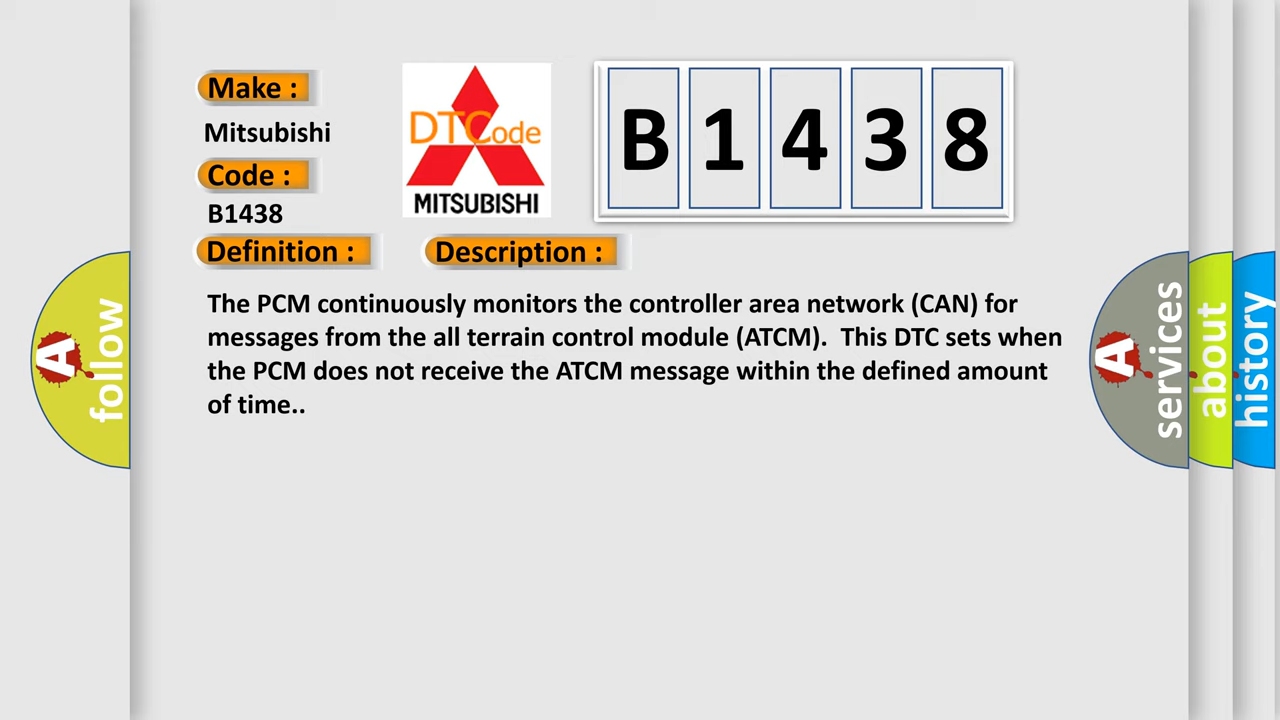 Make :
Mitsubishi
Code :
B1438
Definition :
Description :
DTCode
MITSUBISHI
B 1 4 3 8
The PCM continuously monitors the controller area network (CAN) for
messages from the all terrain control module (ATCM).  This DTC sets when
the PCM does not receive the ATCM message within the defined amount
of time..
A
follow
A
services
about
history